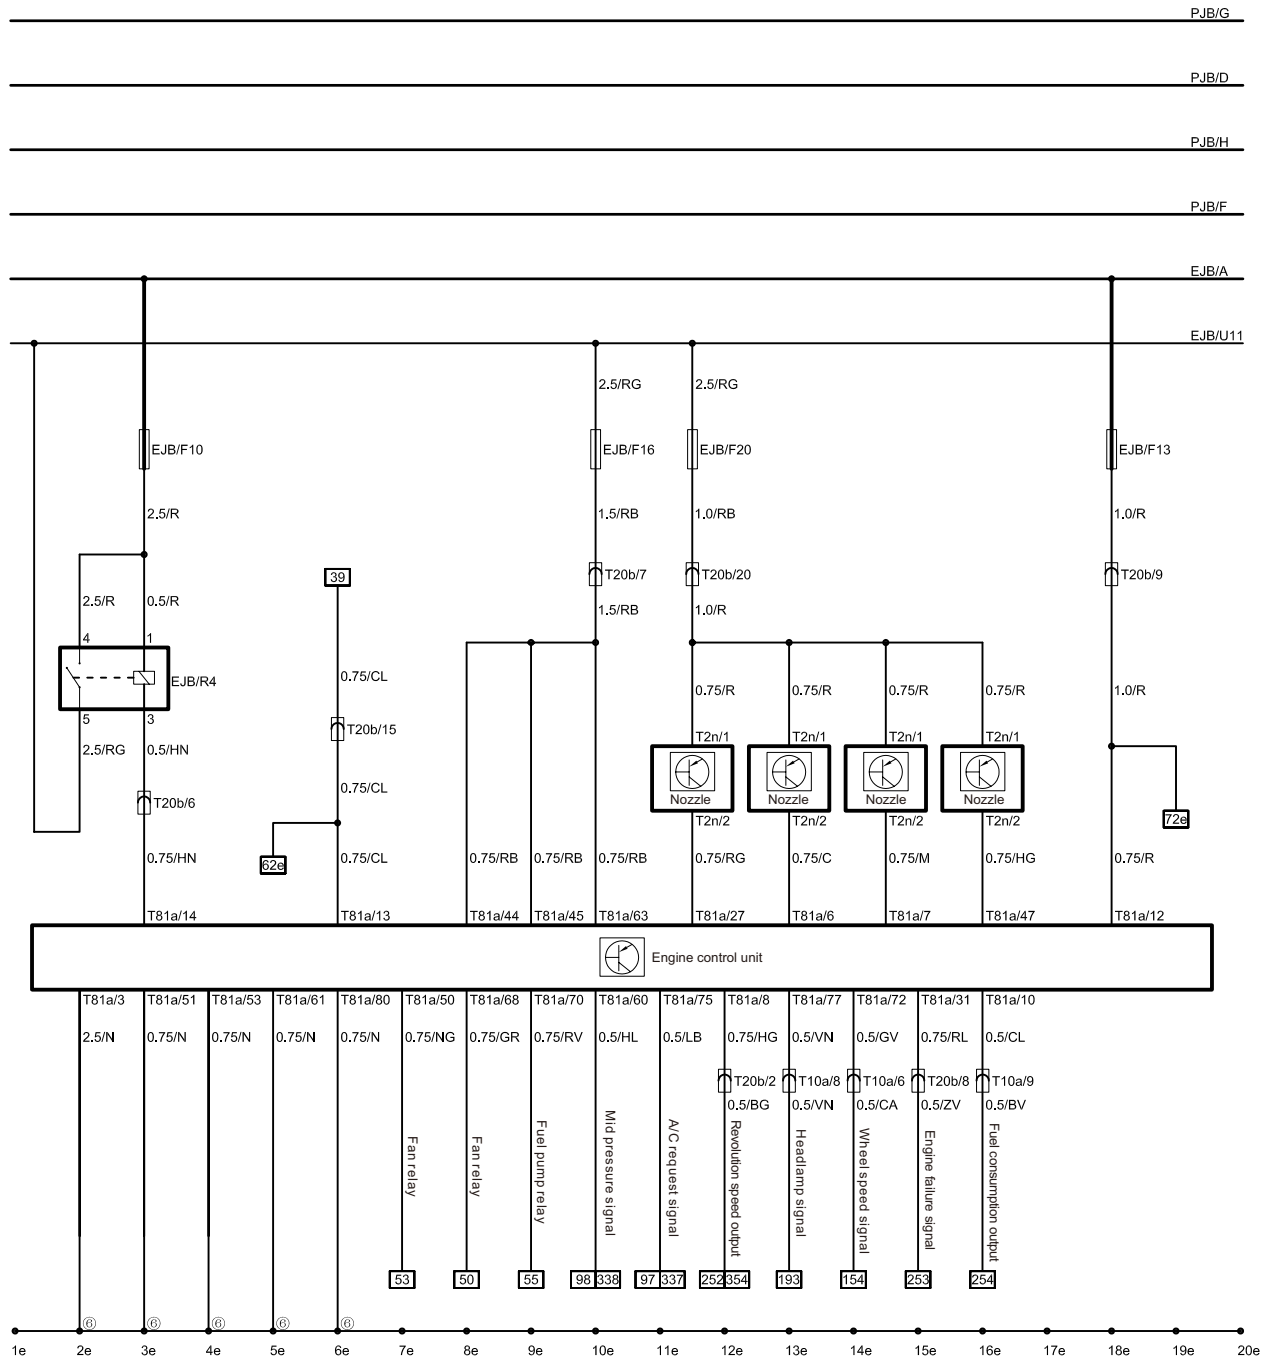 PJB/G
PJB/D
PJB/H
PJB/F
EJB/A
EJB/U11
2.5/RG 2.5/RG
EJB/F10 EJB/F16 EJB/F20 EJB/F13
2.5/R 1.5/RB 1.0/RB 1.0/R
39 T20b/7 T20b/20 T20b/9
2.5/R 0.5/R 1.5/RB 1.0/R
4 1
EJB/R4 0.75/CL 0.75/R 0.75/R 0.75/R 0.75/R 1.0/R
5 3 T20b/15
2.5/RG 0.5/HN T2n/1 T2n/1 T2n/1 T2n/1
0.75/CL
T20b/6 Nozzle Nozzle Nozzle Nozzle
T2n/2 T2n/2 T2n/2 T2n/2 72e
0.75/HN 62e 0.75/CL 0.75/RB 0.75/RB 0.75/RB 0.75/RG 0.75/C 0.75/M 0.75/HG 0.75/R
T81a/14 T81a/13 T81a/44 T81a/45 T81a/63 T81a/27 T81a/6 T81a/7 T81a/47 T81a/12
Engine control unit
T81a/3 T81a/51 T81a/53 T81a/61 T81a/80 T81a/50 T81a/68 T81a/70 T81a/60 T81a/75 T81a/8 T81a/77 T81a/72 T81a/31 T81a/10
2.5/N 0.75/N 0.75/N 0.75/N 0.75/N 0.75/NG 0.75/GR 0.75/RV 0.5/HL 0.5/LB 0.75/HG 0.5/VN 0.5/GV 0.75/RL 0.5/CL
T20b/2 T10a/8 T10a/6 T20b/8 T10a/9
0.5/BG 0.5/VN 0.5/CA 0.5/ZV 0.5/BV
Fan relay
Fan relay
Fuel pump relay
Mid pressure signal
A/C request signal
Revolution speed output
Headlamp signal
Wheel speed signal
Engine failure signal
Fuel consumption output
53 50 55 98 338 97 337 252 354 193 154 253 254
⑥ ⑥ ⑥ ⑥ ⑥
1e 2e 3e 4e 5e 6e 7e 8e 9e 10e 11e 12e 13e 14e 15e 16e 17e 18e 19e 20e